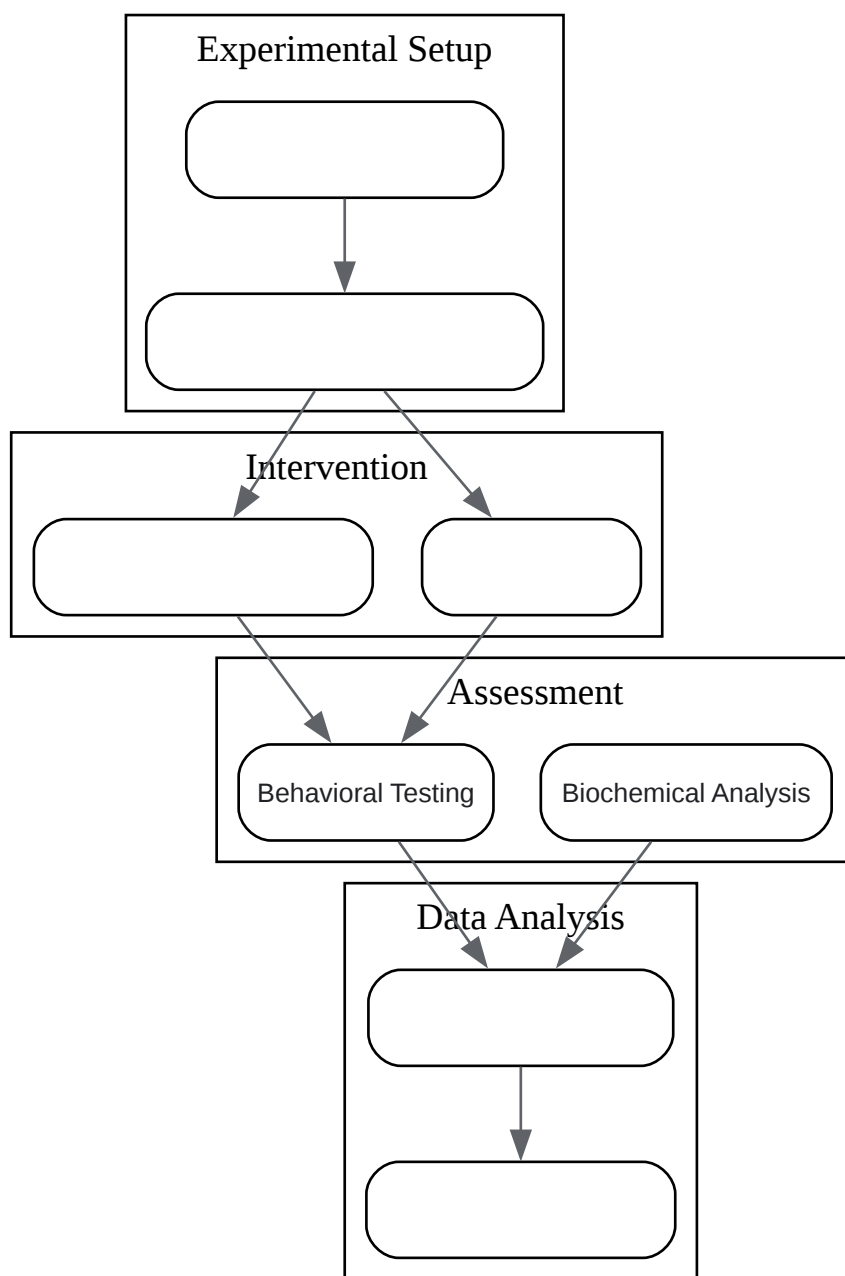 Experimental Setup
Intervention
Assessment
Behavioral Testing
Biochemical Analysis
Data Analysis